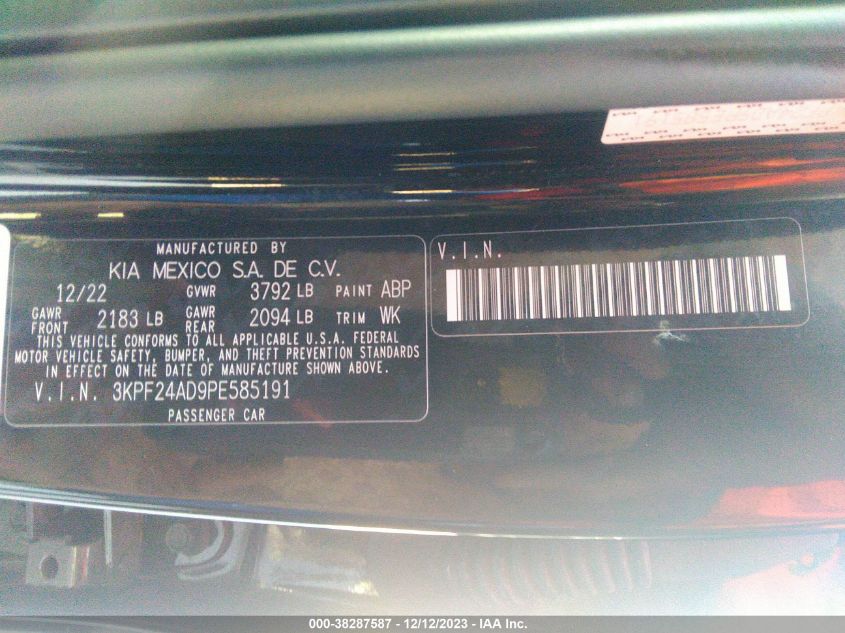 MANUFACTURED BY
KIA MEXICO S.A. DE C.V.
12/22 GVWR 3792 LB PAINT ABP
GAWR FRONT 2183 LB GAWR REAR 2094 LB TRIM WK
THIS VEHICLE CONFORMS TO ALL APPLICABLE U.S.A. FEDERAL
MOTOR VEHICLE SAFETY, BUMPER, AND THEFT PREVENTION STANDARDS
IN EFFECT ON THE DATE OF MANUFACTURE SHOWN ABOVE.
V.I.N. 3KPF24AD9PE585191
PASSENGER CAR
V.I.N.
000-38287587 - 12/12/2023 - IAA Inc.